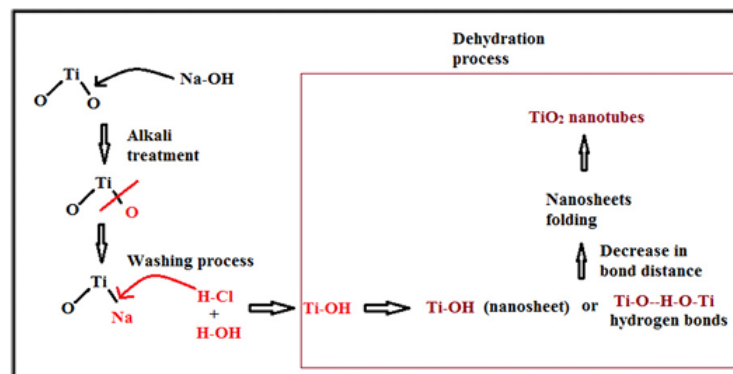 Dehydration
process
Ti
O
O
Na-OH
Alkali
treatment
Ti
O
O
Washing process
Ti
O
Na
H-Cl
+
H-OH
Ti-OH
Ti-OH (nanosheet) or Ti-O--H-O-Ti
hydrogen bonds
Decrease in
bond distance
Nanosheets
folding
TiO₂ nanotubes